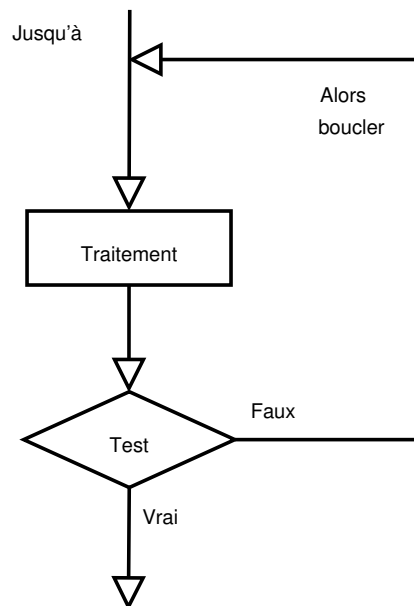 Jusqu'à
Alors
boucler
Traitement
Faux
Test
Vrai